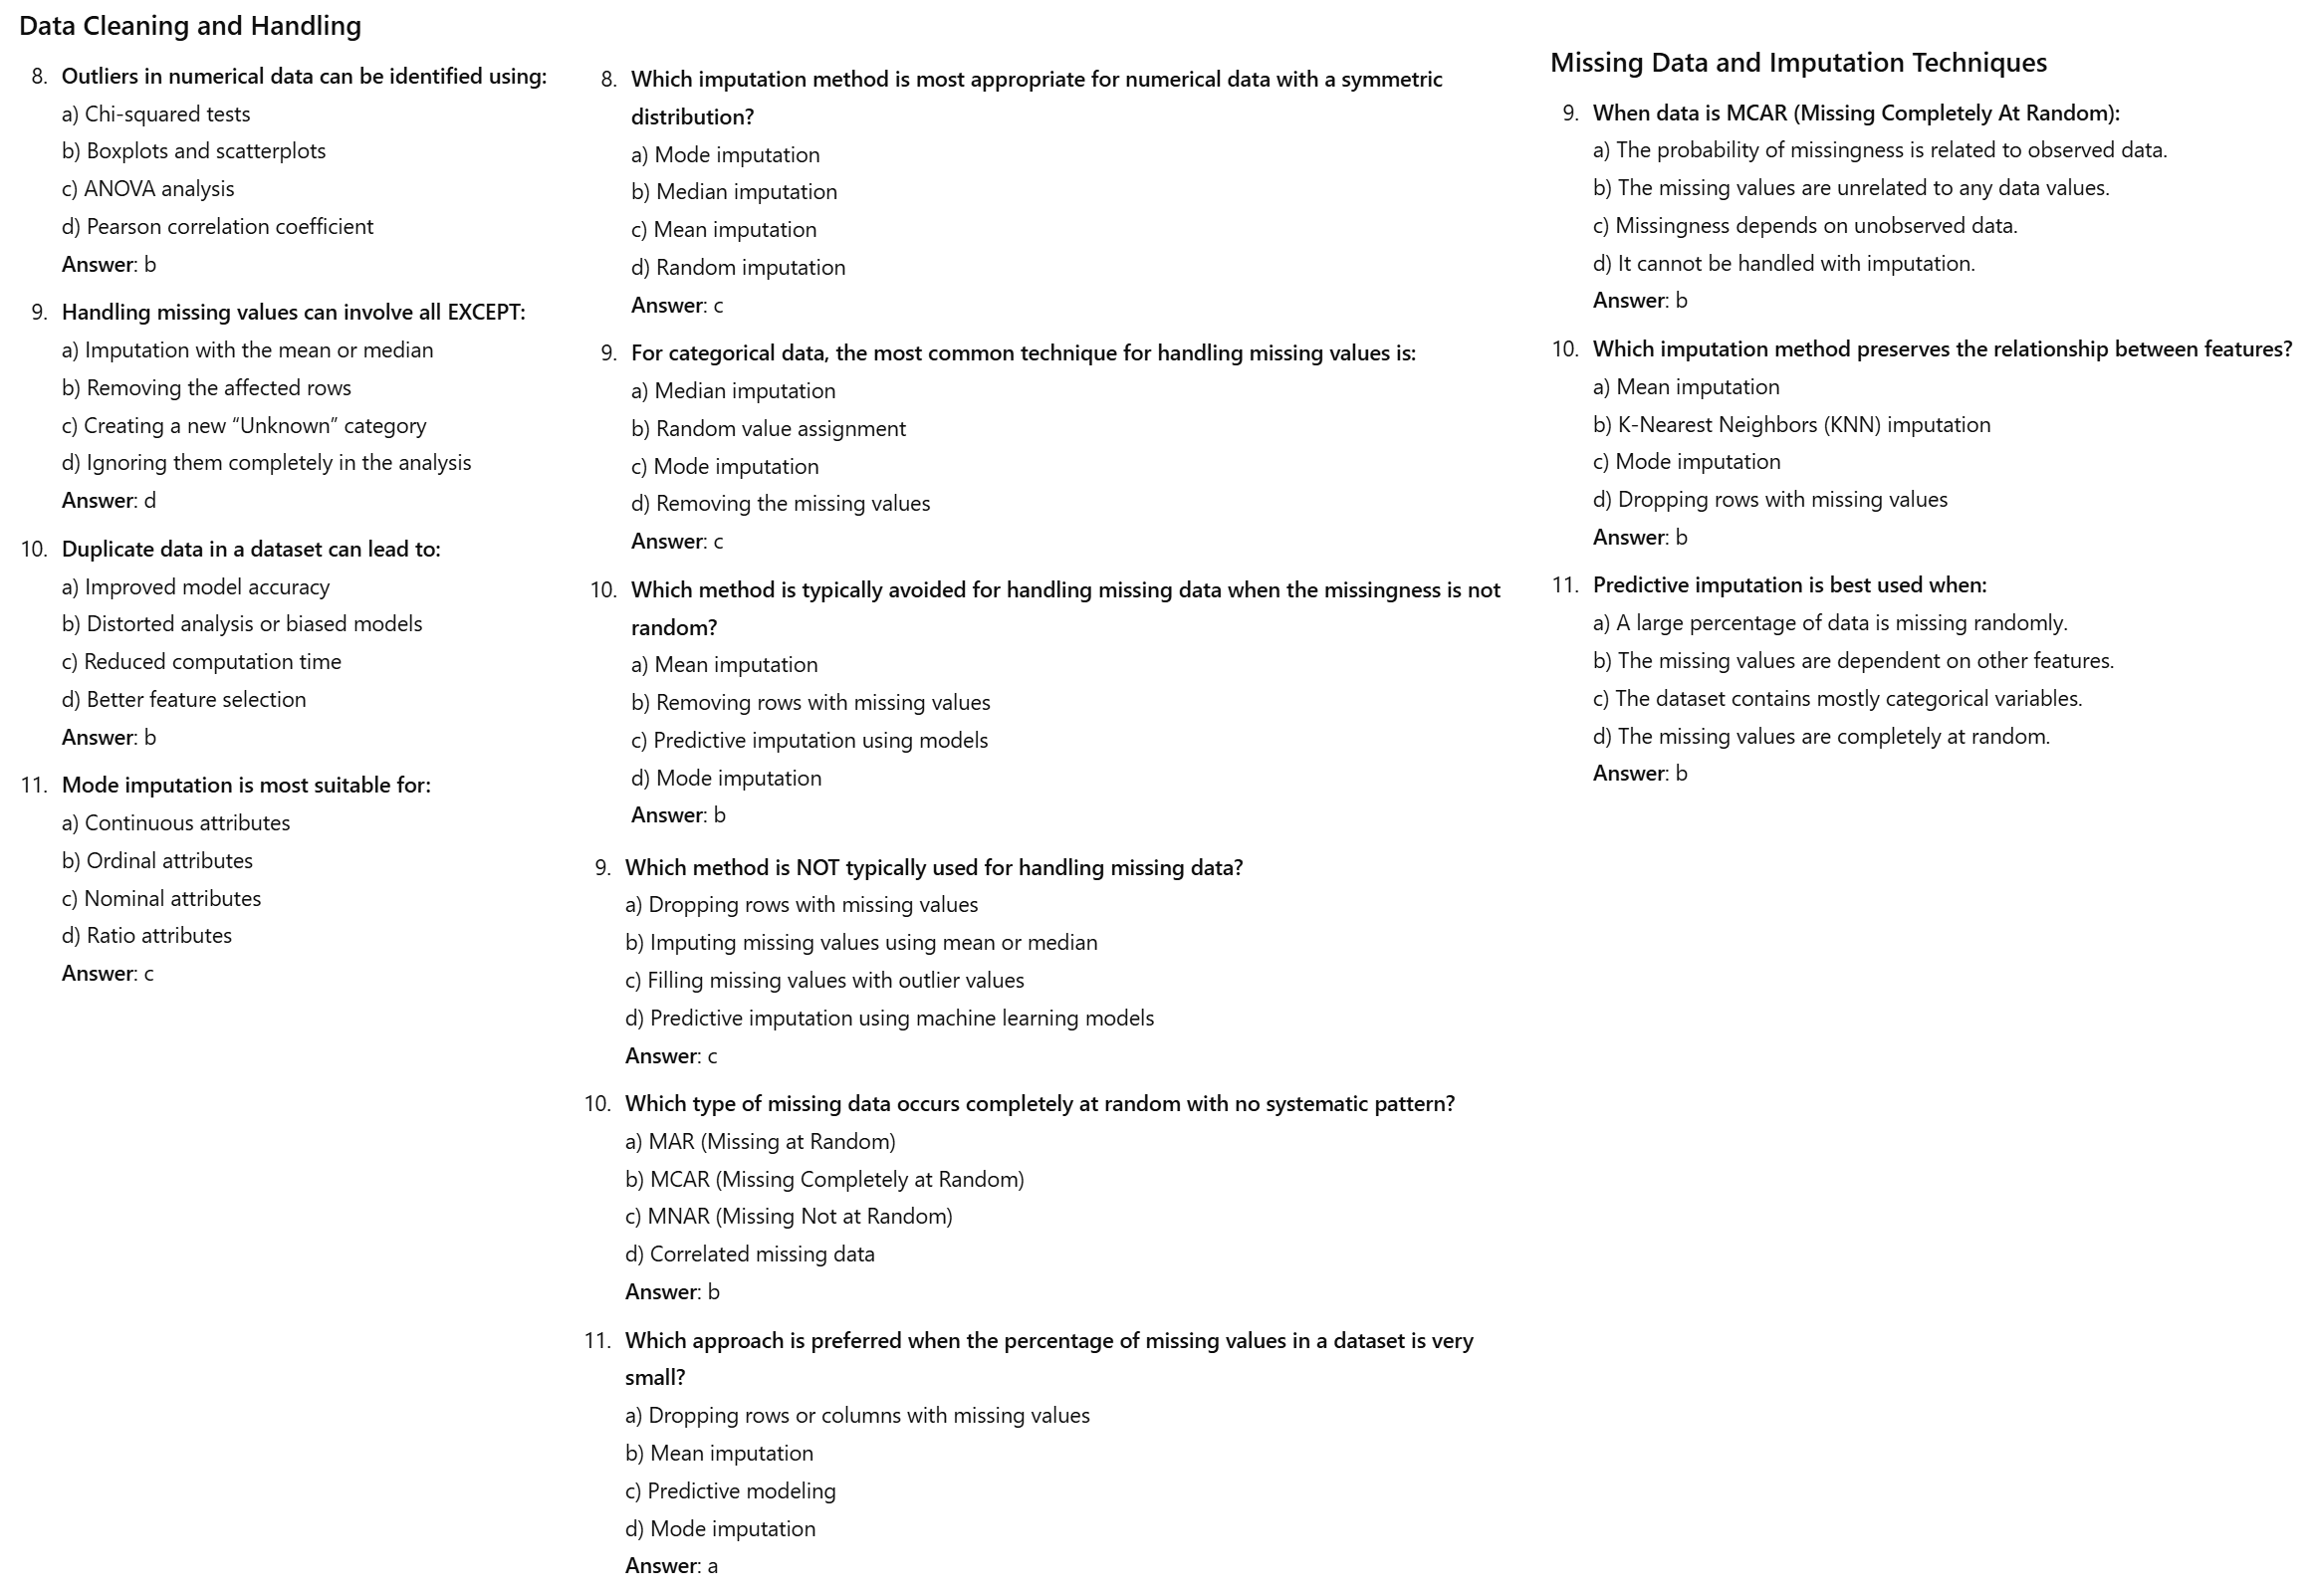 Data Cleaning and Handling
8. Outliers in numerical data can be identified using:
a) Chi-squared tests
b) Boxplots and scatterplots
c) ANOVA analysis
d) Pearson correlation coefficient
Answer: b
9. Handling missing values can involve all EXCEPT:
a) Imputation with the mean or median
b) Removing the affected rows
c) Creating a new “Unknown” category
d) Ignoring them completely in the analysis
Answer: d
10. Duplicate data in a dataset can lead to:
a) Improved model accuracy
b) Distorted analysis or biased models
c) Reduced computation time
d) Better feature selection
Answer: b
11. Mode imputation is most suitable for:
a) Continuous attributes
b) Ordinal attributes
c) Nominal attributes
d) Ratio attributes
Answer: c
8. Which imputation method is most appropriate for numerical data with a symmetric
distribution?
a) Mode imputation
b) Median imputation
c) Mean imputation
d) Random imputation
Answer: c
9. For categorical data, the most common technique for handling missing values is:
a) Median imputation
b) Random value assignment
c) Mode imputation
d) Removing the missing values
Answer: c
10. Which method is typically avoided for handling missing data when the missingness is not
random?
a) Mean imputation
b) Removing rows with missing values
c) Predictive imputation using models
d) Mode imputation
Answer: b
9. Which method is NOT typically used for handling missing data?
a) Dropping rows with missing values
b) Imputing missing values using mean or median
c) Filling missing values with outlier values
d) Predictive imputation using machine learning models
Answer: c
10. Which type of missing data occurs completely at random with no systematic pattern?
a) MAR (Missing at Random)
b) MCAR (Missing Completely at Random)
c) MNAR (Missing Not at Random)
d) Correlated missing data
Answer: b
11. Which approach is preferred when the percentage of missing values in a dataset is very
small?
a) Dropping rows or columns with missing values
b) Mean imputation
c) Predictive modeling
d) Mode imputation
Answer: a
Missing Data and Imputation Techniques
9. When data is MCAR (Missing Completely At Random):
a) The probability of missingness is related to observed data.
b) The missing values are unrelated to any data values.
c) Missingness depends on unobserved data.
d) It cannot be handled with imputation.
Answer: b
10. Which imputation method preserves the relationship between features?
a) Mean imputation
b) K-Nearest Neighbors (KNN) imputation
c) Mode imputation
d) Dropping rows with missing values
Answer: b
11. Predictive imputation is best used when:
a) A large percentage of data is missing randomly.
b) The missing values are dependent on other features.
c) The dataset contains mostly categorical variables.
d) The missing values are completely at random.
Answer: b